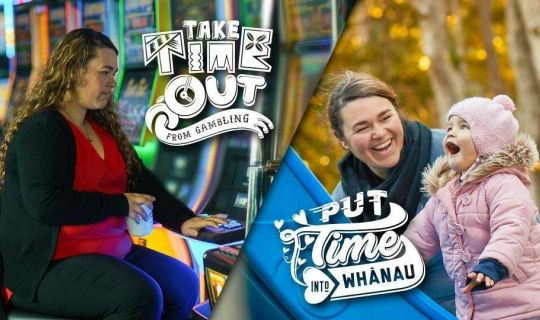 TAKE
TIME
OUT
FROM GAMBLING
PUT
Time
INTO WHĀNAU